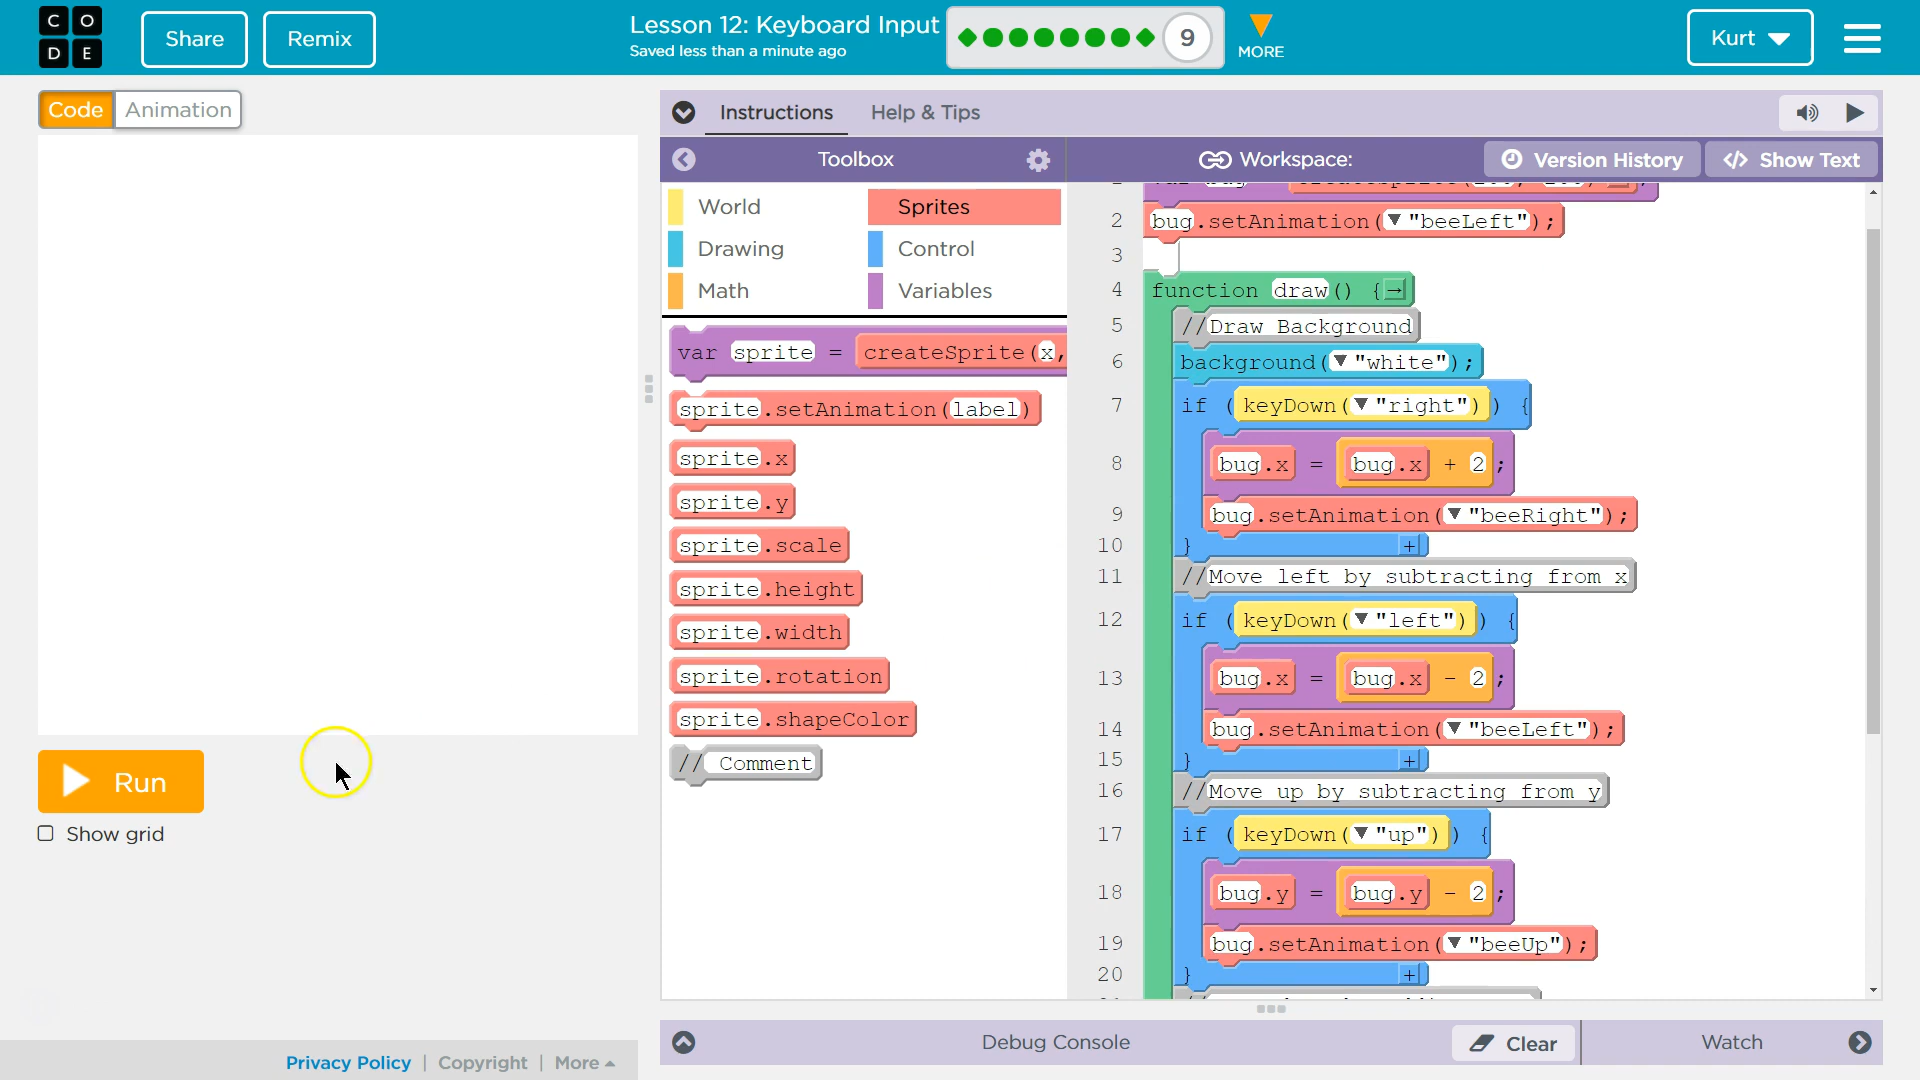 C O
D E
Share
Remix
Lesson 12: Keyboard Input
Saved less than a minute ago
9
MORE
Kurt
Code
Animation
Instructions
Help & Tips
Toolbox
Workspace:
Version History
</> Show Text
World
Sprites
Drawing
Control
Math
Variables
var sprite = createSprite(x,
sprite.setAnimation(label)
sprite.x
sprite.y
sprite.scale
sprite.height
sprite.width
sprite.rotation
sprite.shapeColor
// Comment
2 bug.setAnimation(▼"beeLeft");
3
4 function draw() {→
5 //Draw Background
6 background(▼"white");
7 if (keyDown(▼"right")) {
8 bug.x = bug.x + 2;
9 bug.setAnimation(▼"beeRight");
10 } +
11 //Move left by subtracting from x
12 if (keyDown(▼"left")) {
13 bug.x = bug.x - 2;
14 bug.setAnimation(▼"beeLeft");
15 } +
16 //Move up by subtracting from y
17 if (keyDown(▼"up")) {
18 bug.y = bug.y - 2;
19 bug.setAnimation(▼"beeUp");
20 } +
Run
Show grid
Debug Console
Clear
Watch
Privacy Policy | Copyright | More